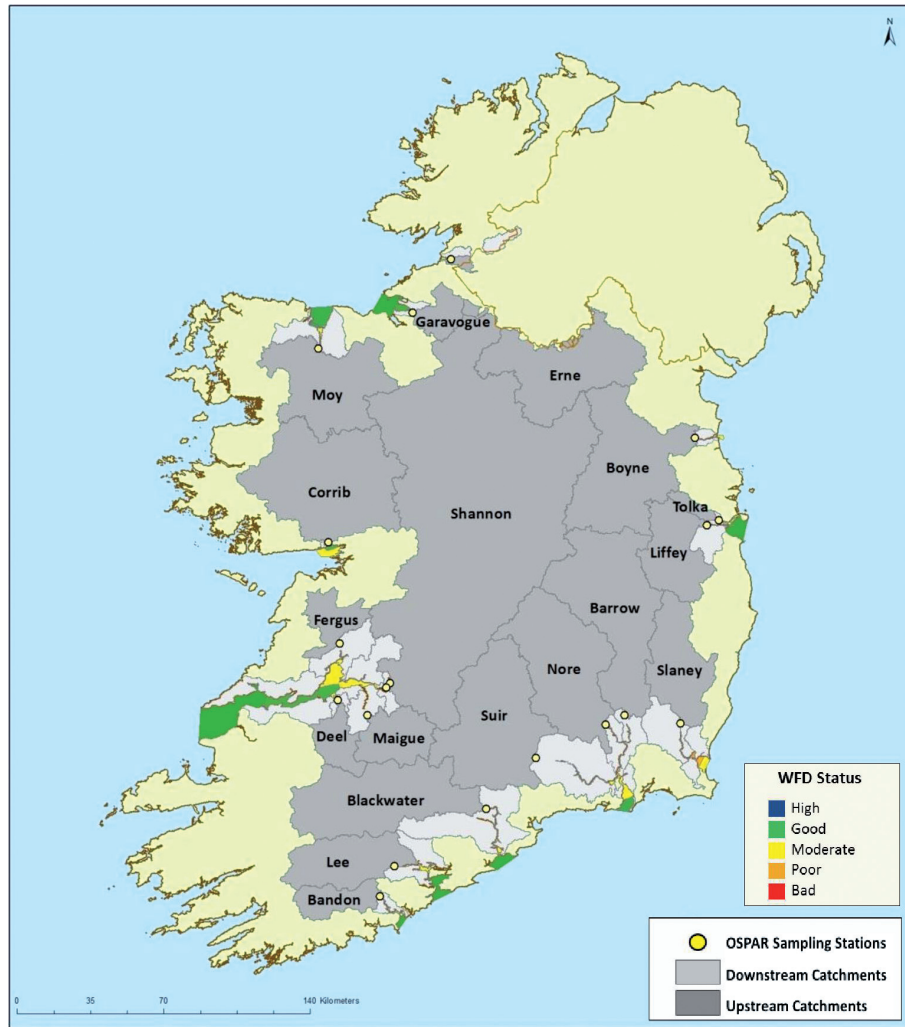 N
Garavogue
Erne
Moy
Boyne
Corrib
Shannon
Tolka
Liffey
Barrow
Fergus
Nore
Slaney
Suir
Deel
Maigue
Blackwater
Lee
Bandon
WFD Status
High
Good
Moderate
Poor
Bad
OSPAR Sampling Stations
Downstream Catchments
Upstream Catchments
0 35 70 140 Kilometers